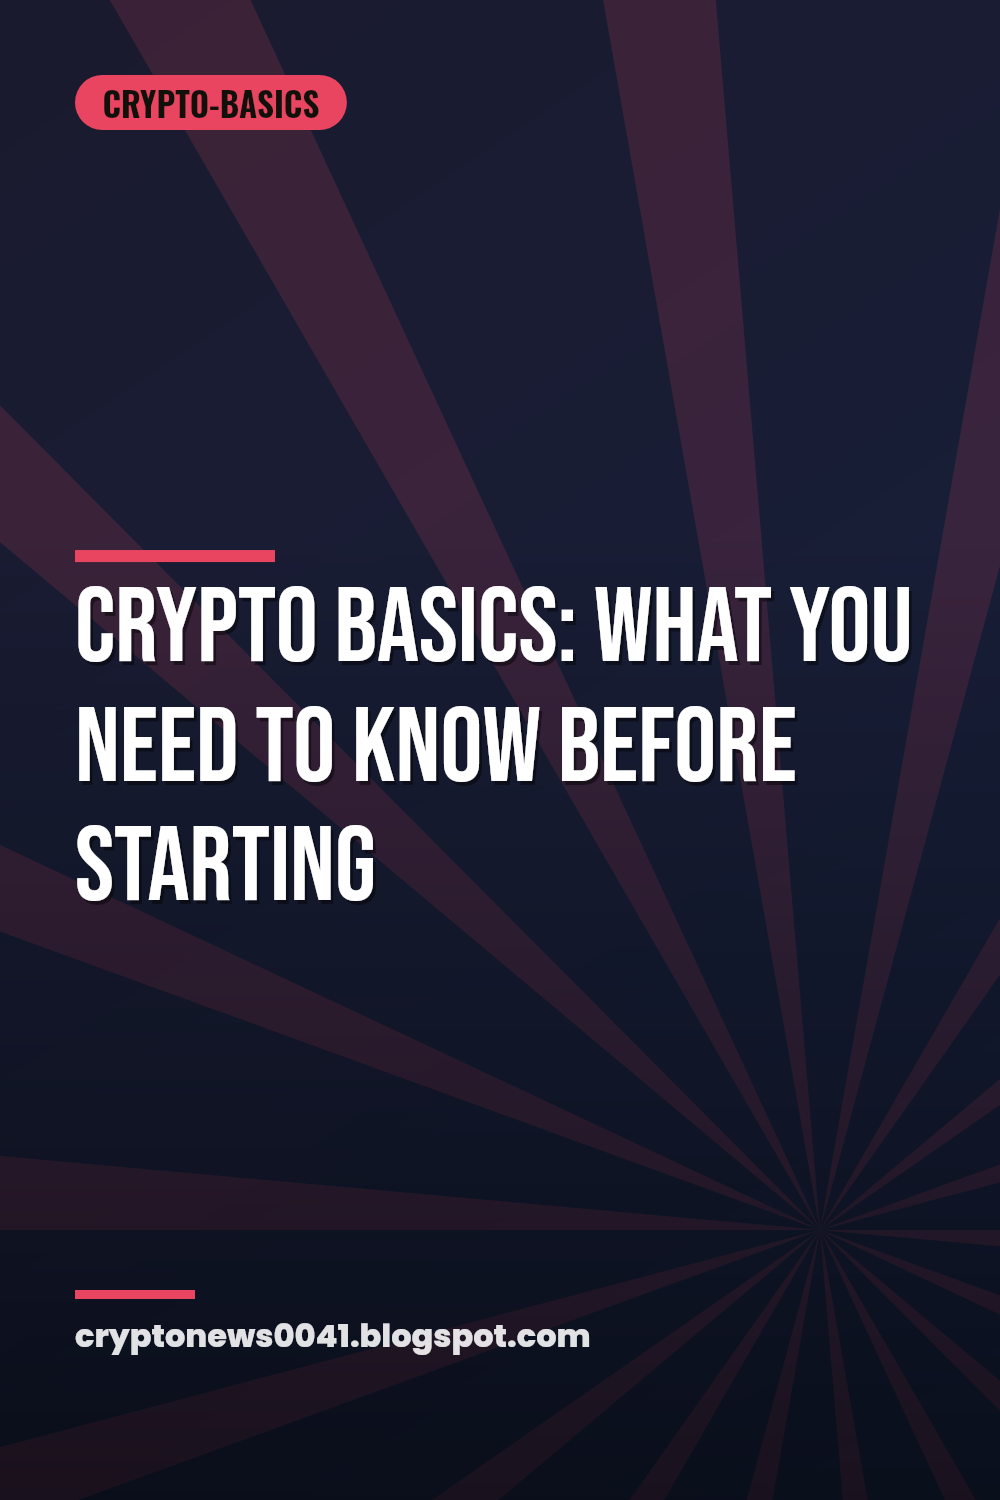 CRYPTO-BASICS
CRYPTO BASICS: WHAT YOU
NEED TO KNOW BEFORE
STARTING
cryptonews0041.blogspot.com